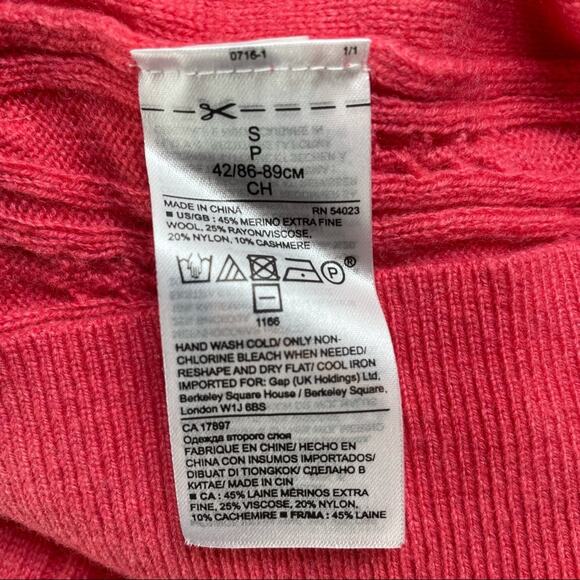 0716-1 1/1
S
P
42/86-89CM
CH
MADE IN CHINA RN 54023
■ US/GB : 45% MERINO EXTRA FINE
WOOL, 25% RAYON/VISCOSE,
20% NYLON, 10% CASHMERE
P®
1166
HAND WASH COLD/ ONLY NON-
CHLORINE BLEACH WHEN NEEDED/
RESHAPE AND DRY FLAT/ COOL IRON
IMPORTED FOR: Gap (UK Holdings) Ltd,
Berkeley Square House / Berkeley Square,
London W1J 6BS
CA 17897
Одежда второго слоя
FABRIQUE EN CHINE/ HECHO EN
CHINA CON INSUMOS IMPORTADOS/
DIBUAT DI TIONGKOK/ СДЕЛАНО В
КИТАЕ/ MADE IN CIN
■ CA : 45% LAINE MÉRINOS EXTRA
FINE, 25% VISCOSE, 20% NYLON,
10% CACHEMIRE ■ FR/MA : 45% LAINE